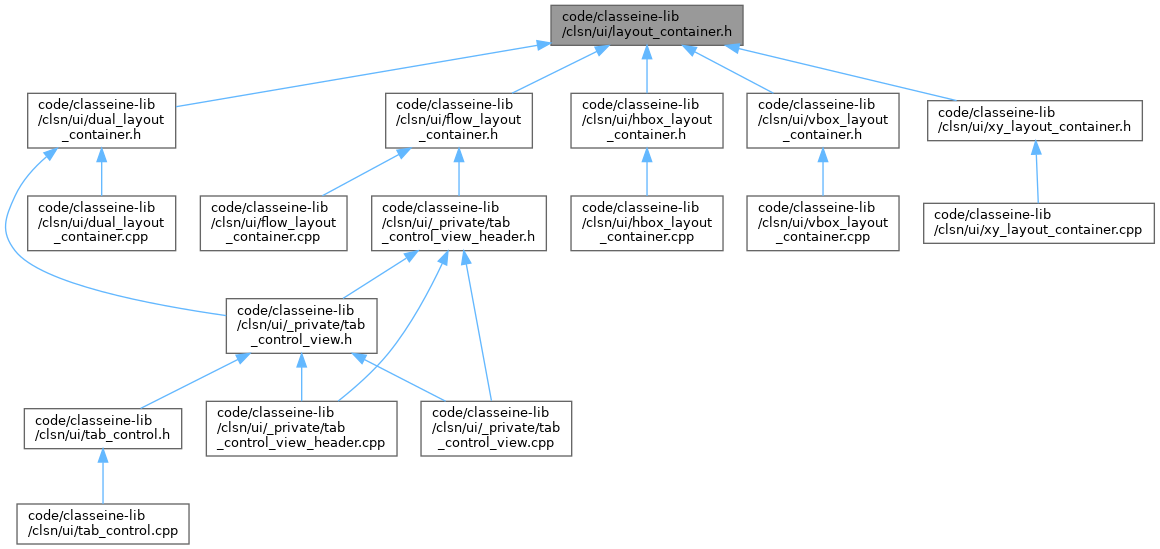 code/classeine-lib
/clsn/ui/layout_container.h
code/classeine-lib
/clsn/ui/dual_layout
_container.h
code/classeine-lib
/clsn/ui/flow_layout
_container.h
code/classeine-lib
/clsn/ui/hbox_layout
_container.h
code/classeine-lib
/clsn/ui/vbox_layout
_container.h
code/classeine-lib
/clsn/ui/xy_layout_container.h
code/classeine-lib
/clsn/ui/dual_layout
_container.cpp
code/classeine-lib
/clsn/ui/flow_layout
_container.cpp
code/classeine-lib
/clsn/ui/_private/tab
_control_view_header.h
code/classeine-lib
/clsn/ui/hbox_layout
_container.cpp
code/classeine-lib
/clsn/ui/vbox_layout
_container.cpp
code/classeine-lib
/clsn/ui/xy_layout_container.cpp
code/classeine-lib
/clsn/ui/_private/tab
_control_view.h
code/classeine-lib
/clsn/ui/tab_control.h
code/classeine-lib
/clsn/ui/_private/tab
_control_view_header.cpp
code/classeine-lib
/clsn/ui/_private/tab
_control_view.cpp
code/classeine-lib
/clsn/ui/tab_control.cpp